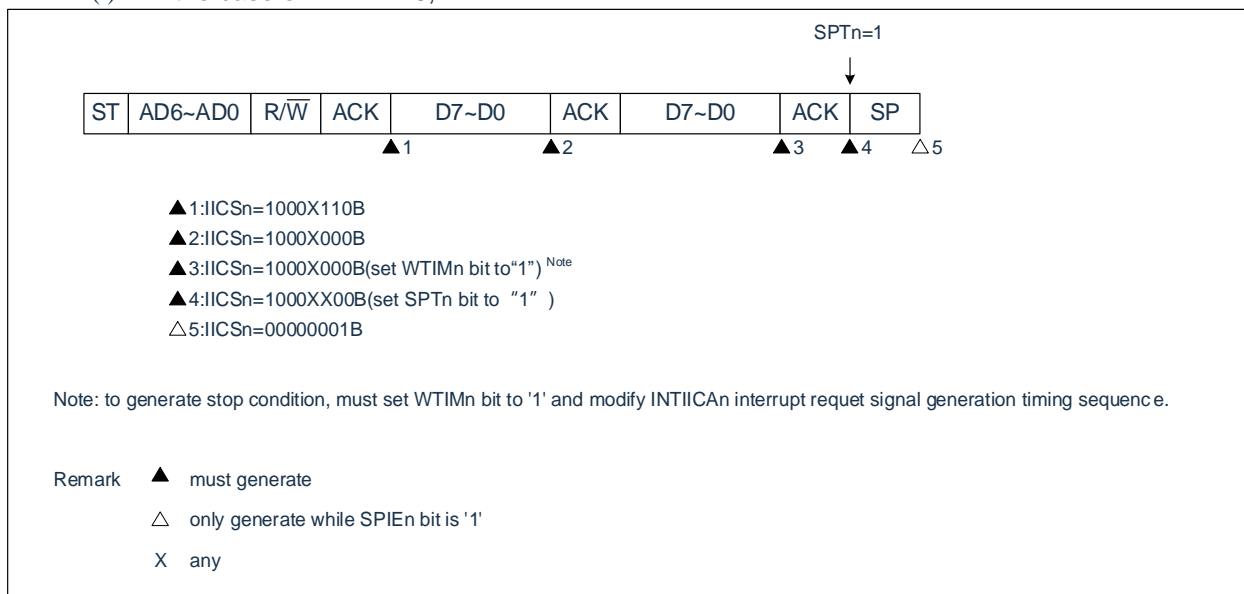 SPTn=1
ST AD6~AD0 R/W ACK D7~D0 ACK D7~D0 ACK SP
▲1 ▲2 ▲3 ▲4 △5
▲1:IICSn=1000X110B
▲2:IICSn=1000X000B
▲3:IICSn=1000X000B(set WTIMn bit to“1”) Note
▲4:IICSn=1000XX00B(set SPTn bit to “1” )
△5:IICSn=00000001B
Note: to generate stop condition, must set WTIMn bit to '1' and modify INTIICAn interrupt requet signal generation timing sequence.
Remark ▲ must generate
△ only generate while SPIEn bit is '1'
X any